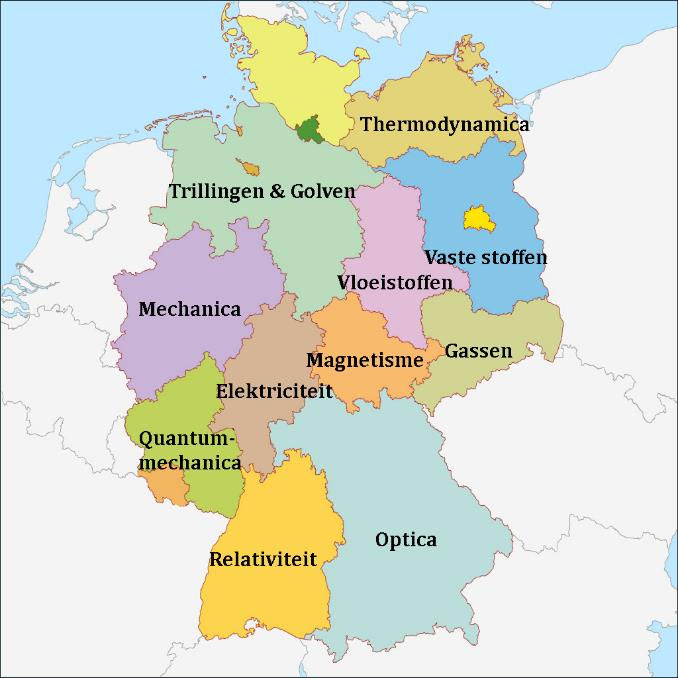 Thermodynamica
Trillingen & Golven
Vaste stoffen
Vloeistoffen
Mechanica
Gassen
Magnetisme
Elektriciteit
Quantum-
mechanica
Optica
Relativiteit